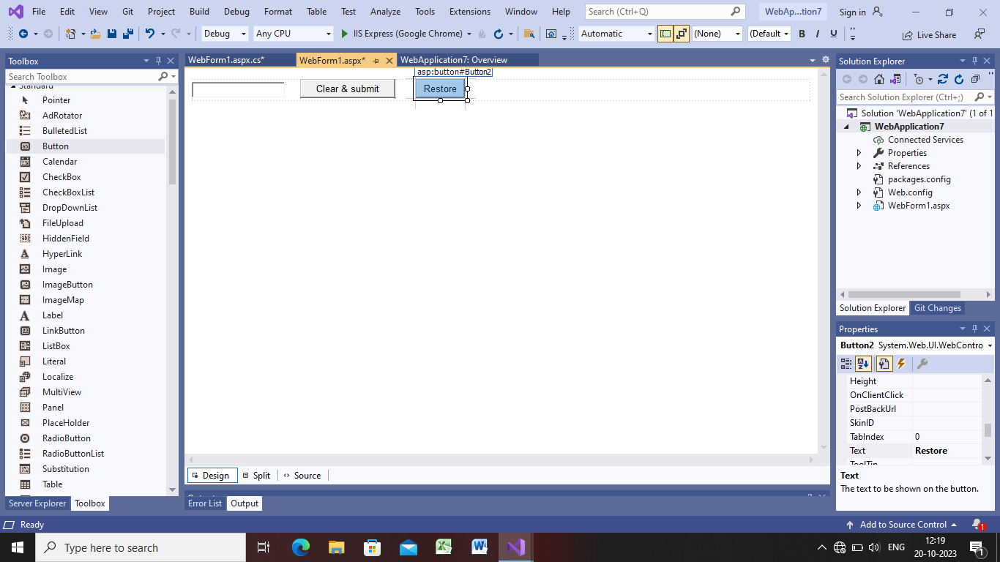 File Edit View Git Project Build Debug Format Table Test Analyze Tools Extensions Window Help Search (Ctrl+Q) WebAp...tion7 Sign in
Debug Any CPU IIS Express (Google Chrome) Automatic (None) (Default B I U Live Share
Toolbox
Search Toolbox
Standard
Pointer
AdRotator
BulletedList
Button
Calendar
CheckBox
CheckBoxList
DropDownList
FileUpload
HiddenField
HyperLink
Image
ImageButton
ImageMap
Label
LinkButton
ListBox
Literal
Localize
MultiView
Panel
PlaceHolder
RadioButton
RadioButtonList
Substitution
Table
Server Explorer Toolbox
WebForm1.aspx.cs* WebForm1.aspx* WebApplication7: Overview
asp:button#Button2
Clear & submit Restore
Design Split Source
Error List Output
Solution Explorer
Search Solution Explorer (Ctrl+;)
Solution 'WebApplication7' (1 of 1
WebApplication7
Connected Services
Properties
References
packages.config
Web.config
WebForm1.aspx
Solution Explorer Git Changes
Properties
Button2 System.Web.UI.WebContro
Height
OnClientClick
PostBackUrl
SkinID
TabIndex 0
Text Restore
ToolTip
Text
The text to be shown on the button.
Ready Add to Source Control 1
Type here to search ENG 12:19
20-10-2023 1